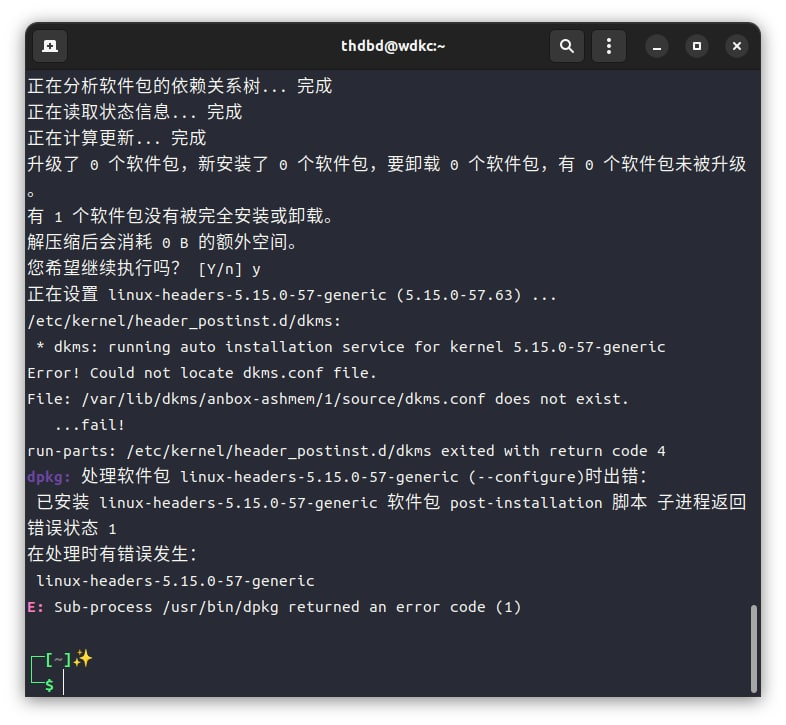 thdbd@wdkc:~
正在分析软件包的依赖关系树... 完成
正在读取状态信息... 完成
正在计算更新... 完成
升级了 0 个软件包，新安装了 0 个软件包，要卸载 0 个软件包，有 0 个软件包未被升级
。
有 1 个软件包没有被完全安装或卸载。
解压缩后会消耗 0 B 的额外空间。
您希望继续执行吗？ [Y/n] y
正在设置 linux-headers-5.15.0-57-generic (5.15.0-57.63) ...
/etc/kernel/header_postinst.d/dkms:
 * dkms: running auto installation service for kernel 5.15.0-57-generic
Error! Could not locate dkms.conf file.
File: /var/lib/dkms/anbox-ashmem/1/source/dkms.conf does not exist.
   ...fail!
run-parts: /etc/kernel/header_postinst.d/dkms exited with return code 4
dpkg: 处理软件包 linux-headers-5.15.0-57-generic (--configure)时出错：
 已安装 linux-headers-5.15.0-57-generic 软件包 post-installation 脚本 子进程返回
错误状态 1
在处理时有错误发生：
 linux-headers-5.15.0-57-generic
E: Sub-process /usr/bin/dpkg returned an error code (1)
┌─[~]✨
└─$